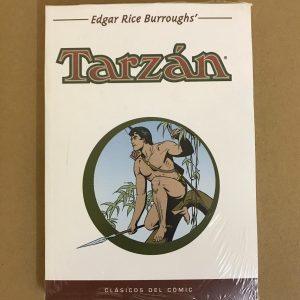 Edgar Rice Burroughs'
Tarzán®
CLÁSICOS DEL CÓMIC